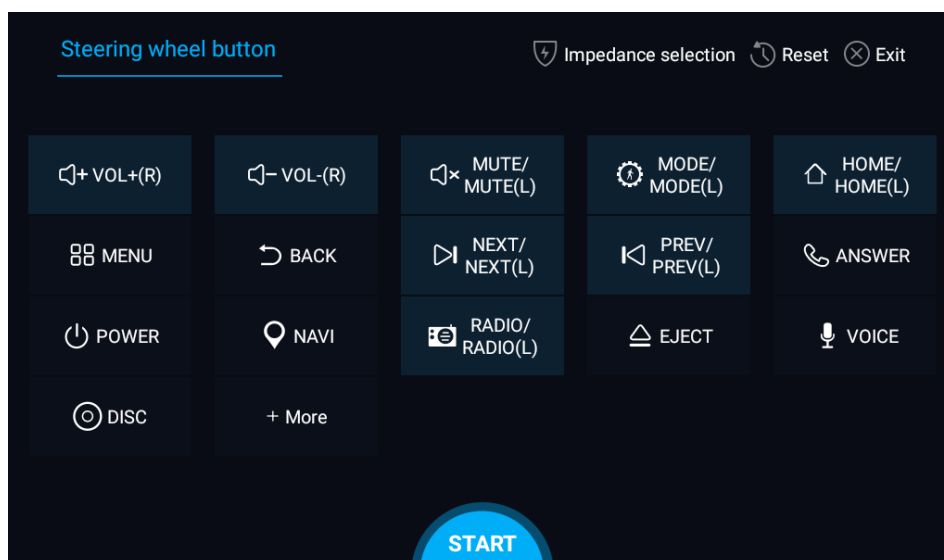 Steering wheel button
Impedance selection
Reset
Exit
VOL+(R)
VOL-(R)
MUTE/
MUTE(L)
MODE/
MODE(L)
HOME/
HOME(L)
MENU
BACK
NEXT/
NEXT(L)
PREV/
PREV(L)
ANSWER
POWER
NAVI
RADIO/
RADIO(L)
EJECT
VOICE
DISC
+ More
START